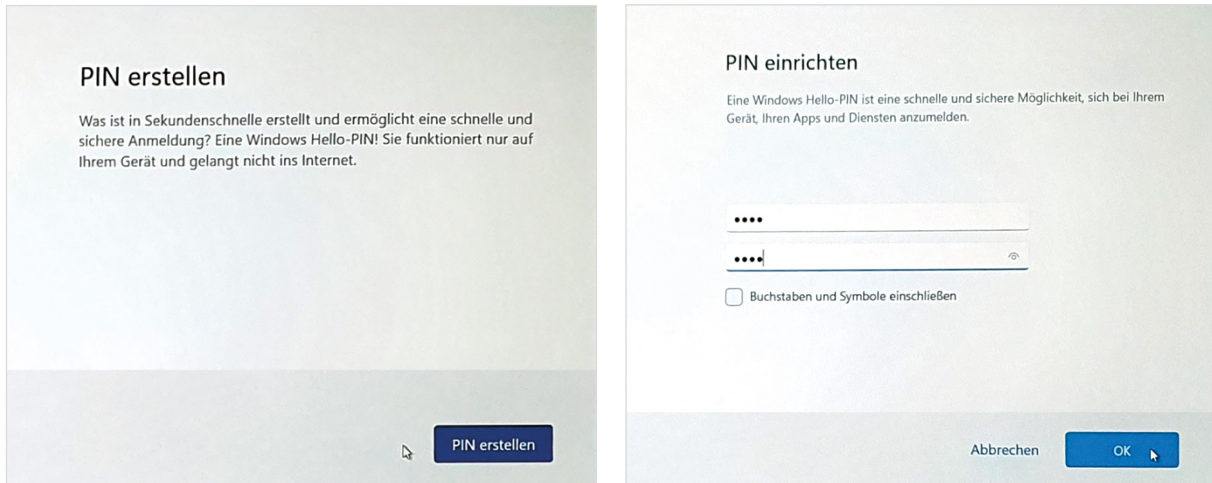 PIN erstellen
Was ist in Sekundenschnelle erstellt und ermöglicht eine schnelle und
sichere Anmeldung? Eine Windows Hello-PIN! Sie funktioniert nur auf
Ihrem Gerät und gelangt nicht ins Internet.
PIN erstellen
PIN einrichten
Eine Windows Hello-PIN ist eine schnelle und sichere Möglichkeit, sich bei Ihrem
Gerät, Ihren Apps und Diensten anzumelden.
••••
••••
Buchstaben und Symbole einschließen
Abbrechen
OK